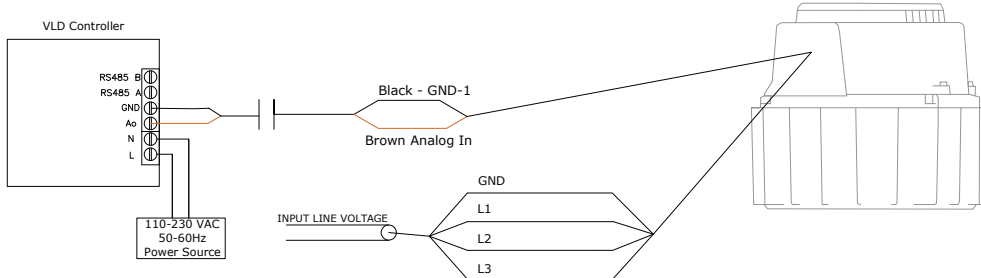 VLD Controller
RS485 B
RS485 A
GND
Ao
N
L
110-230 VAC
50-60Hz
Power Source
Black - GND-1
Brown Analog In
INPUT LINE VOLTAGE
GND
L1
L2
L3